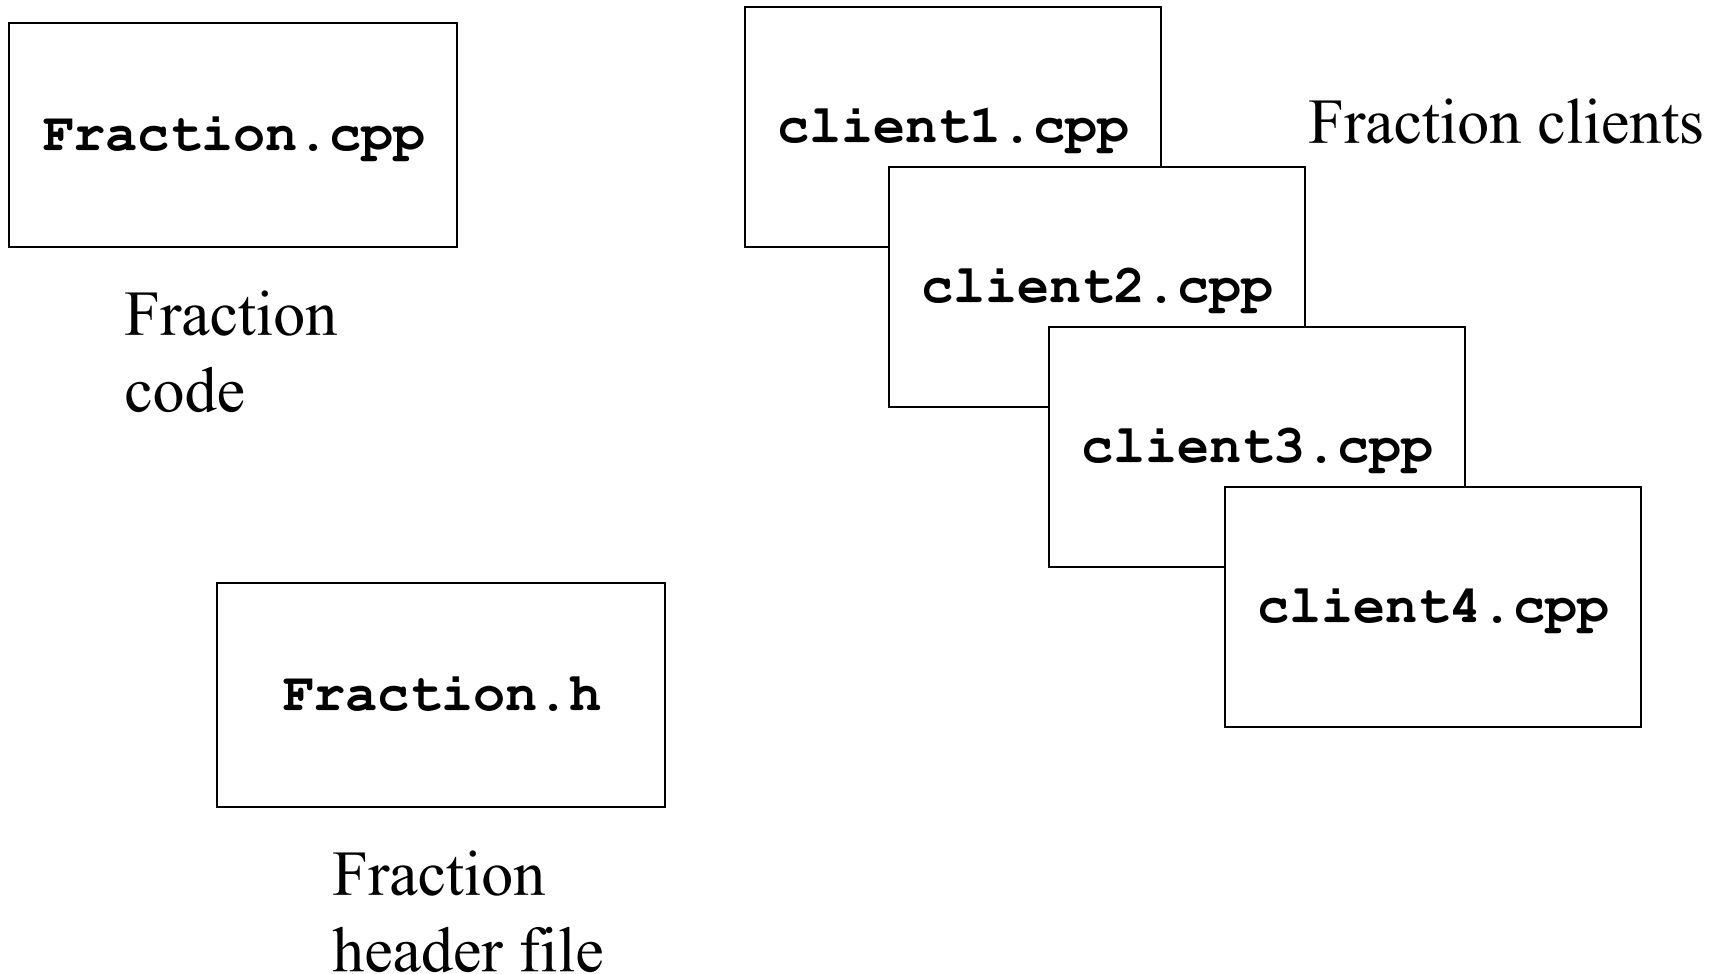 Fraction.cpp
Fraction
code
client1.cpp
Fraction clients
client2.cpp
client3.cpp
client4.cpp
Fraction.h
Fraction
header file